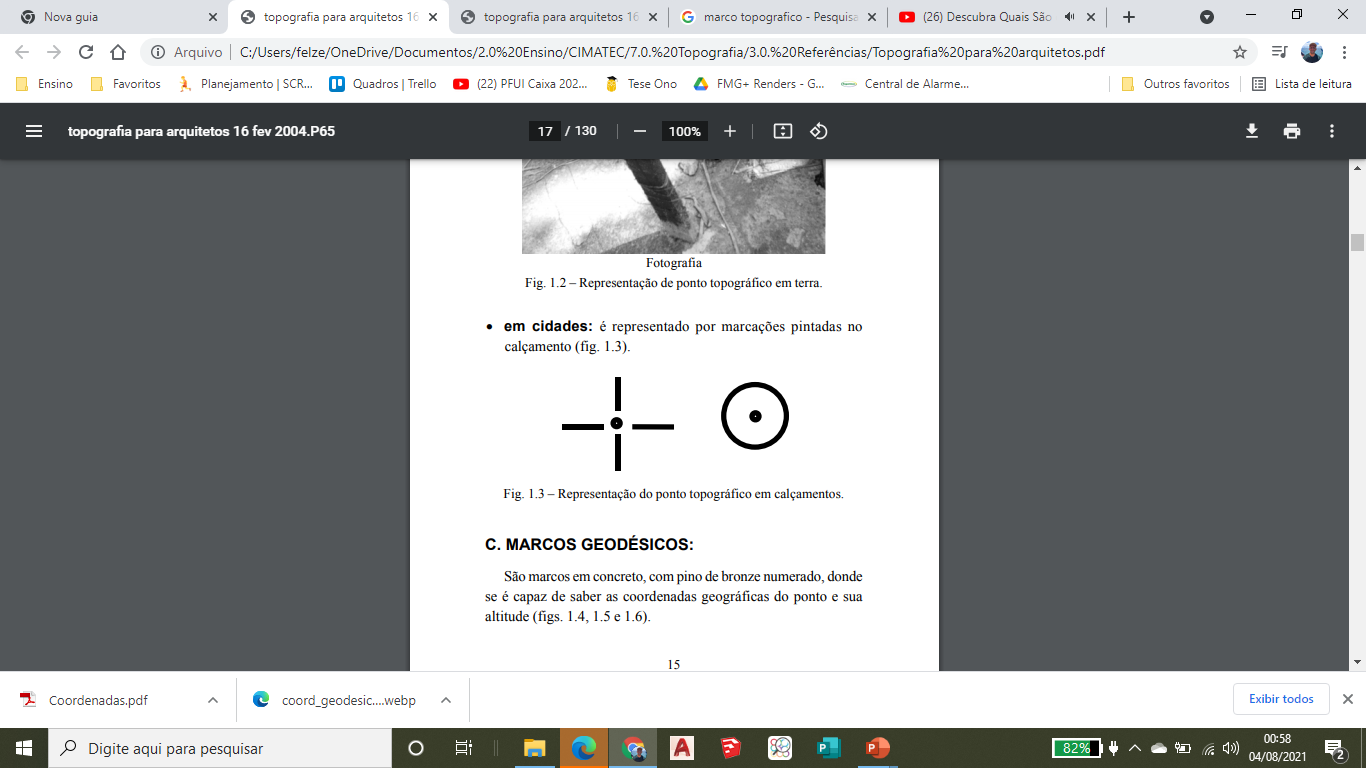 Nova guia
topografia para arquitetos 16
topografia para arquitetos 16
marco topografico - Pesquisa
(26) Descubra Quais São
Arquivo
C:/Users/felze/OneDrive/Documentos/2.0%20Ensino/CIMATEC/7.0.%20Topografia/3.0.%20Referências/Topografia%20para%20arquitetos.pdf
Ensino
Favoritos
Planejamento | SCR...
Quadros | Trello
(22) PFUI Caixa 202...
Tese Ono
FMG+ Renders - G...
Central de Alarme...
Outros favoritos
Lista de leitura
topografia para arquitetos 16 fev 2004.P65
17 / 130
100%
Fotografia
Fig. 1.2 – Representação de ponto topográfico em terra.
• em cidades: é representado por marcações pintadas no
calçamento (fig. 1.3).
Fig. 1.3 – Representação do ponto topográfico em calçamentos.
C. MARCOS GEODÉSICOS:
São marcos em concreto, com pino de bronze numerado, donde
se é capaz de saber as coordenadas geográficas do ponto e sua
altitude (figs. 1.4, 1.5 e 1.6).
15
Coordenadas.pdf
coord_geodesic....webp
Exibir todos
Digite aqui para pesquisar
82%
00:58
04/08/2021
2